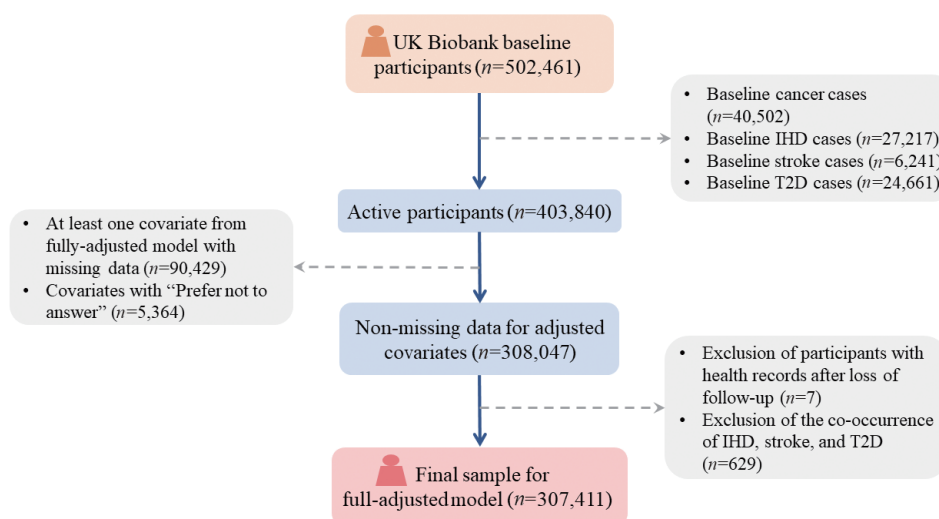 UK Biobank baseline
participants (n=502,461)
• Baseline cancer cases
(n=40,502)
• Baseline IHD cases (n=27,217)
• Baseline stroke cases (n=6,241)
• Baseline T2D cases (n=24,661)
Active participants (n=403,840)
• At least one covariate from
fully-adjusted model with
missing data (n=90,429)
• Covariates with “Prefer not to
answer” (n=5,364)
Non-missing data for adjusted
covariates (n=308,047)
• Exclusion of participants with
health records after loss of
follow-up (n=7)
• Exclusion of the co-occurrence
of IHD, stroke, and T2D
(n=629)
Final sample for
full-adjusted model (n=307,411)